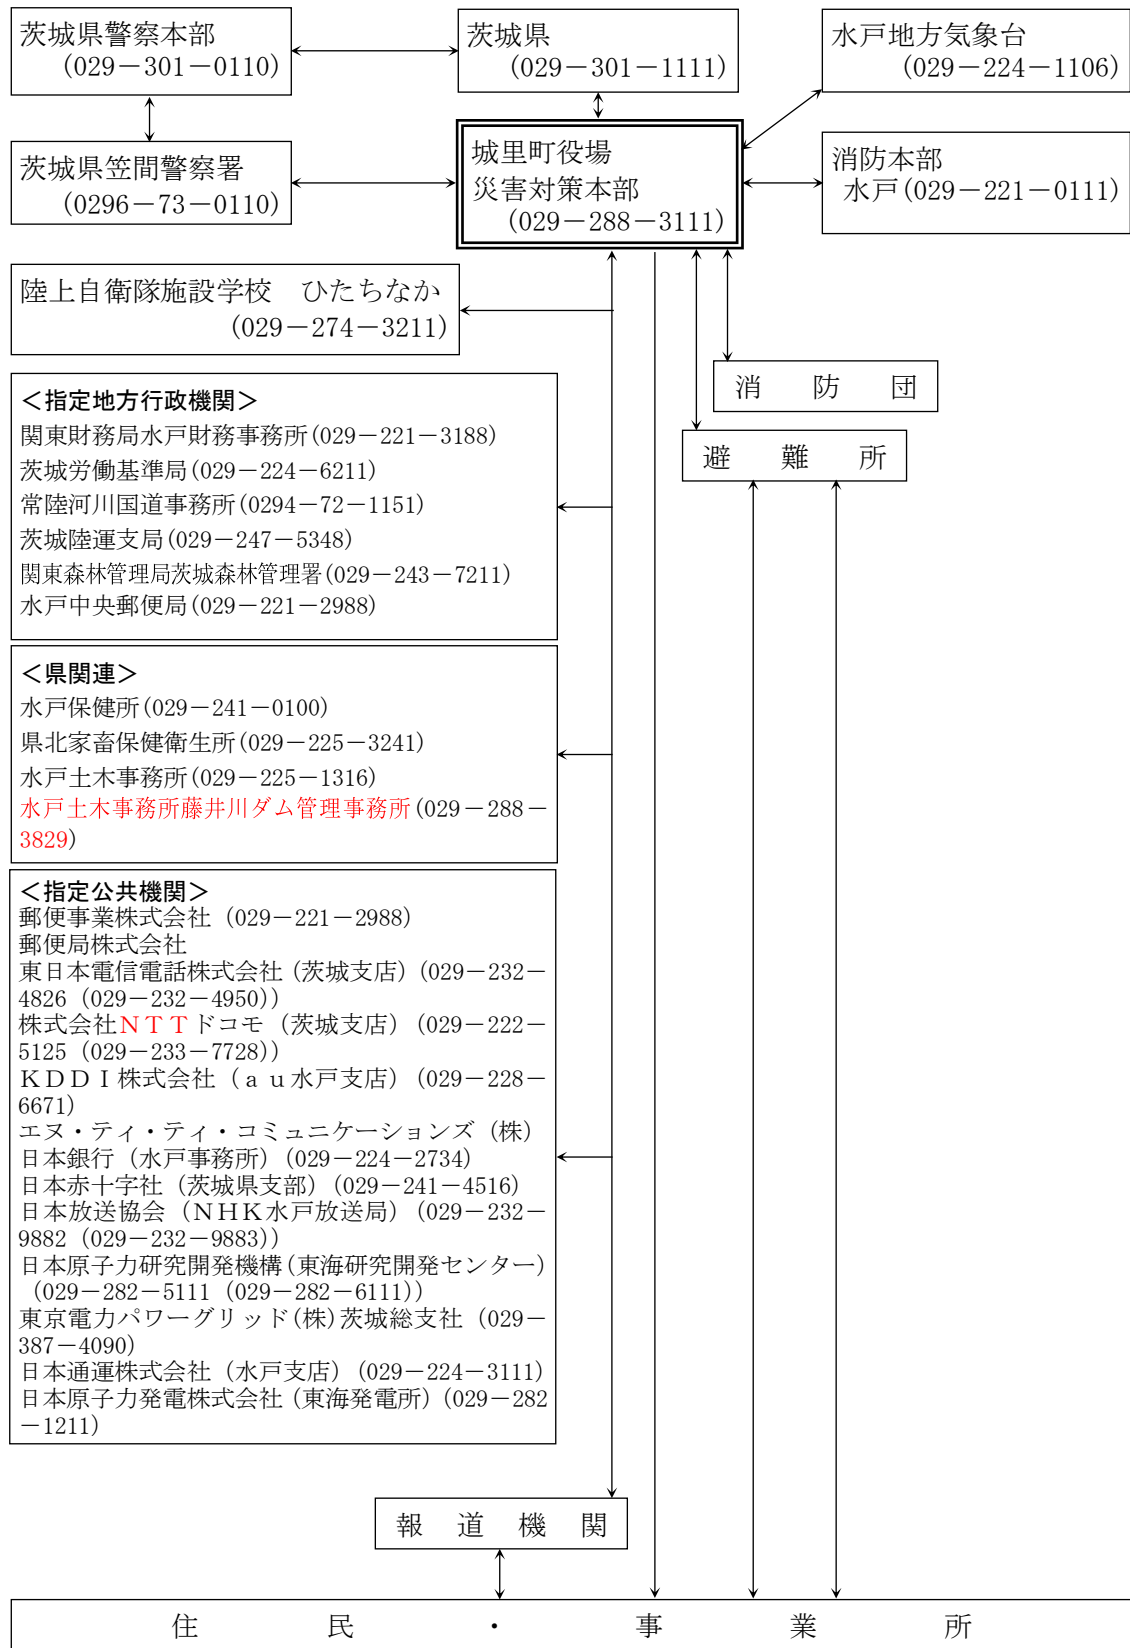 茨城県警察本部
(029－301－0110)
茨城県
(029－301－1111)
水戸地方気象台
(029－224－1106)
茨城県笠間警察署
(0296－73－0110)
城里町役場
災害対策本部
(029－288－3111)
消防本部
水戸(029－221－0111)
陸上自衛隊施設学校　ひたちなか
(029－274－3211)
消　防　団
避　難　所
＜指定地方行政機関＞
関東財務局水戸財務事務所(029－221－3188)
茨城労働基準局(029－224－6211)
常陸河川国道事務所(0294－72－1151)
茨城陸運支局(029－247－5348)
関東森林管理局茨城森林管理署(029－243－7211)
水戸中央郵便局(029－221－2988)
＜県関連＞
水戸保健所(029－241－0100)
県北家畜保健衛生所(029－225－3241)
水戸土木事務所(029－225－1316)
水戸土木事務所藤井川ダム管理事務所(029－288－
3829)
＜指定公共機関＞
郵便事業株式会社（029－221－2988）
郵便局株式会社
東日本電信電話株式会社（茨城支店）（029－232－
4826（029－232－4950））
株式会社ＮＴＴドコモ（茨城支店）（029－222－
5125（029－233－7728））
ＫＤＤＩ株式会社（ａｕ水戸支店）（029－228－
6671）
エヌ・ティ・ティ・コミュニケーションズ（株）
日本銀行（水戸事務所）（029－224－2734）
日本赤十字社（茨城県支部）（029－241－4516）
日本放送協会（ＮＨＫ水戸放送局）（029－232－
9882（029－232－9883））
日本原子力研究開発機構(東海研究開発センター)
（029－282－5111（029－282－6111））
東京電力パワーグリッド(株)茨城総支社（029－
387－4090）
日本通運株式会社（水戸支店）（029－224－3111）
日本原子力発電株式会社（東海発電所）（029－282
－1211）
報　道　機　関
住　民　・　事　業　所